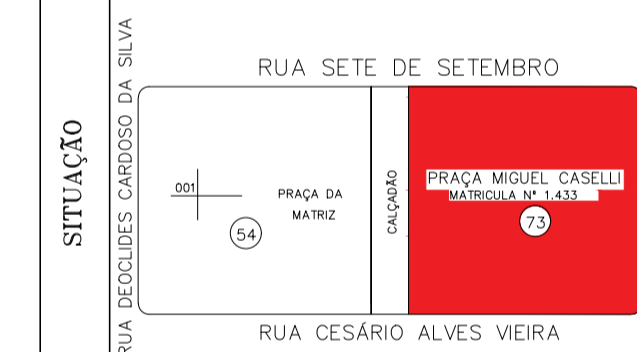 SITUAÇÃO
RUA DEOCLIDES CARDOSO DA SILVA
RUA SETE DE SETEMBRO
001
PRAÇA DA
MATRIZ
54
CALÇADÃO
PRAÇA MIGUEL CASELLI
MATRICULA Nº 1.433
73
RUA CESÁRIO ALVES VIEIRA